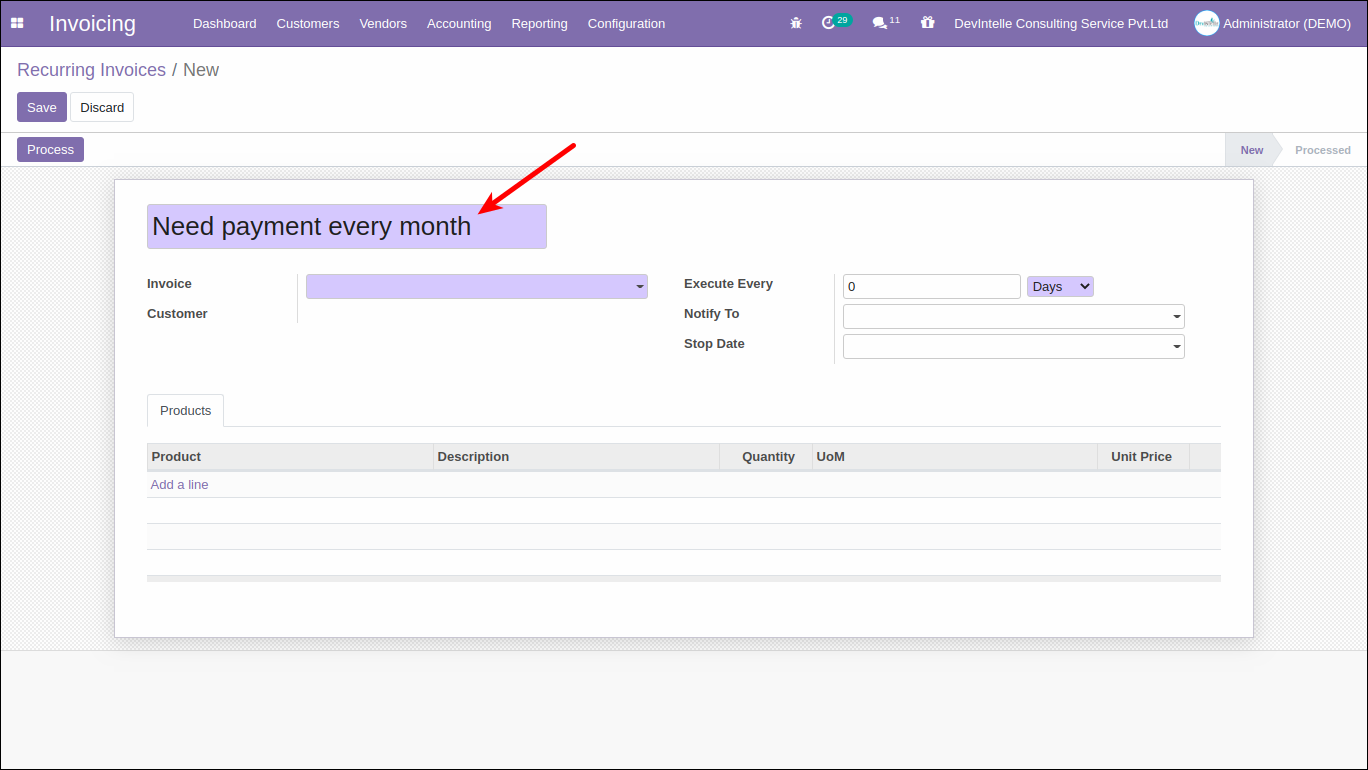 Invoicing Dashboard Customers Vendors Accounting Reporting Configuration 29 11 DevIntelle Consulting Service Pvt.Ltd Administrator (DEMO)
Recurring Invoices / New
Save Discard
Process New Processed
Need payment every month
Invoice Execute Every 0 Days
Customer Notify To
Stop Date
Products
Product Description Quantity UoM Unit Price
Add a line